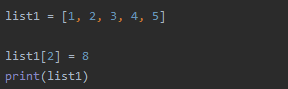 list1 = [1, 2, 3, 4, 5]
list1[2] = 8
print(list1)